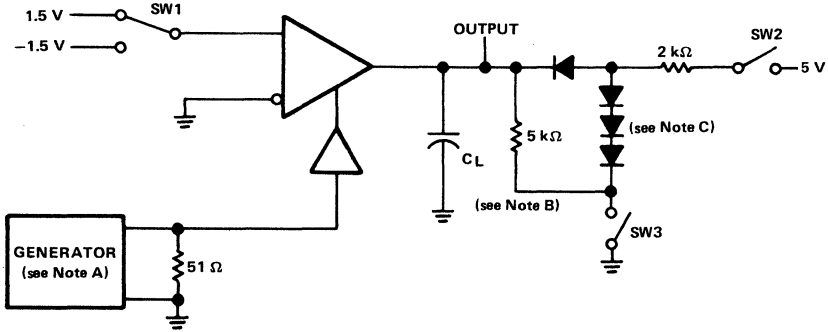 SW1
1.5 V
−1.5 V
OUTPUT
SW2
2 kΩ
5 V
5 kΩ
(see Note C)
CL
(see Note B)
SW3
GENERATOR
(see Note A)
51 Ω